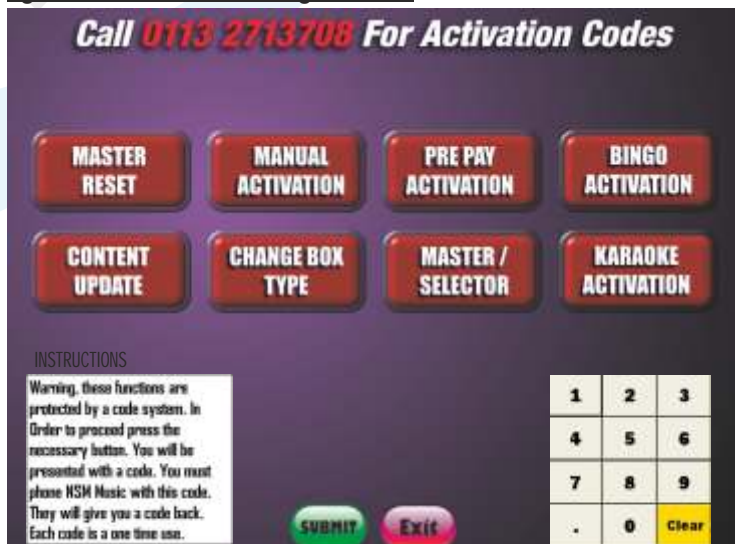 Call 0113 2713708 For Activation Codes
MASTER RESET
MANUAL ACTIVATION
PRE PAY ACTIVATION
BINGO ACTIVATION
CONTENT UPDATE
CHANGE BOX TYPE
MASTER / SELECTOR
KARAOKE ACTIVATION
INSTRUCTIONS
Warning, these functions are
protected by a code system. In
Order to proceed press the
necessary button. You will be
presented with a code. You must
phone NSM Music with this code.
They will give you a code back.
Each code is a one time use.
1 2 3
4 5 6
7 8 9
. 0 Clear
SUBMIT Exit